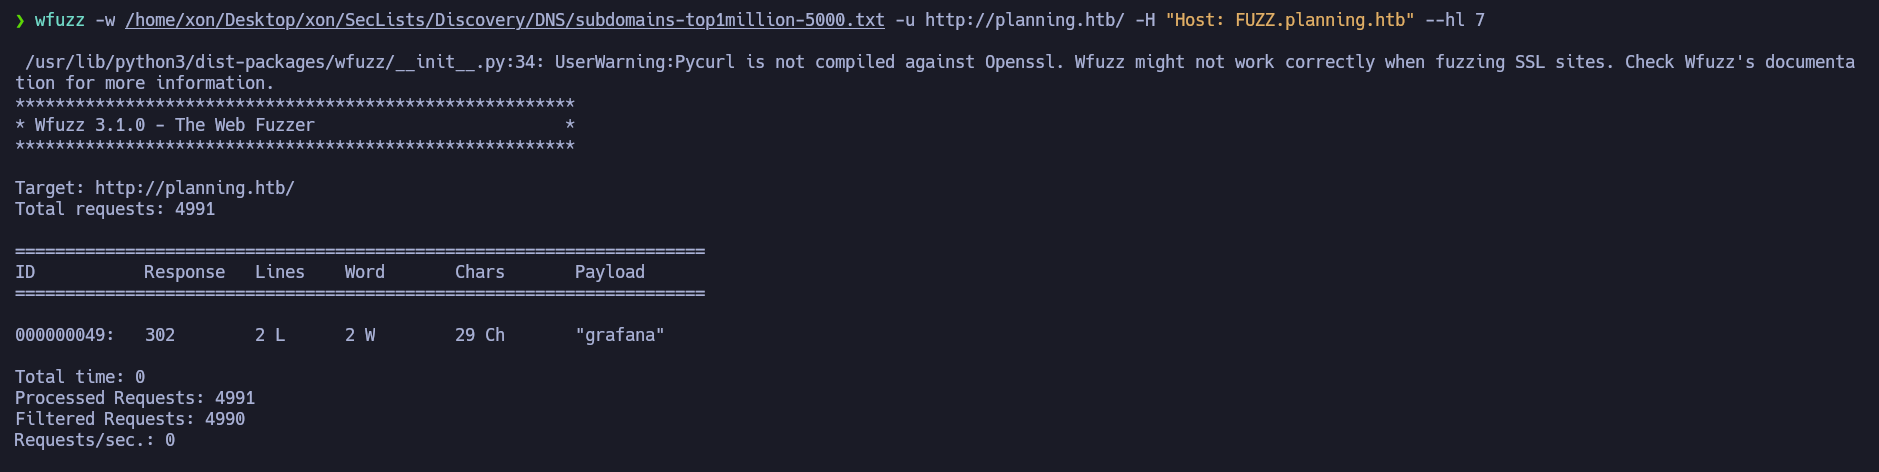 ❯ wfuzz -w /home/xon/Desktop/xon/SecLists/Discovery/DNS/subdomains-top1million-5000.txt -u http://planning.htb/ -H "Host: FUZZ.planning.htb" --hl 7
/usr/lib/python3/dist-packages/wfuzz/__init__.py:34: UserWarning:Pycurl is not compiled against Openssl. Wfuzz might not work correctly when fuzzing SSL sites. Check Wfuzz's documenta
tion for more information.
********************************************************
* Wfuzz 3.1.0 - The Web Fuzzer                         *
********************************************************
Target: http://planning.htb/
Total requests: 4991
=====================================================================
ID           Response   Lines    Word       Chars       Payload
=====================================================================
000000049:   302        2 L      2 W        29 Ch       "grafana"
Total time: 0
Processed Requests: 4991
Filtered Requests: 4990
Requests/sec.: 0